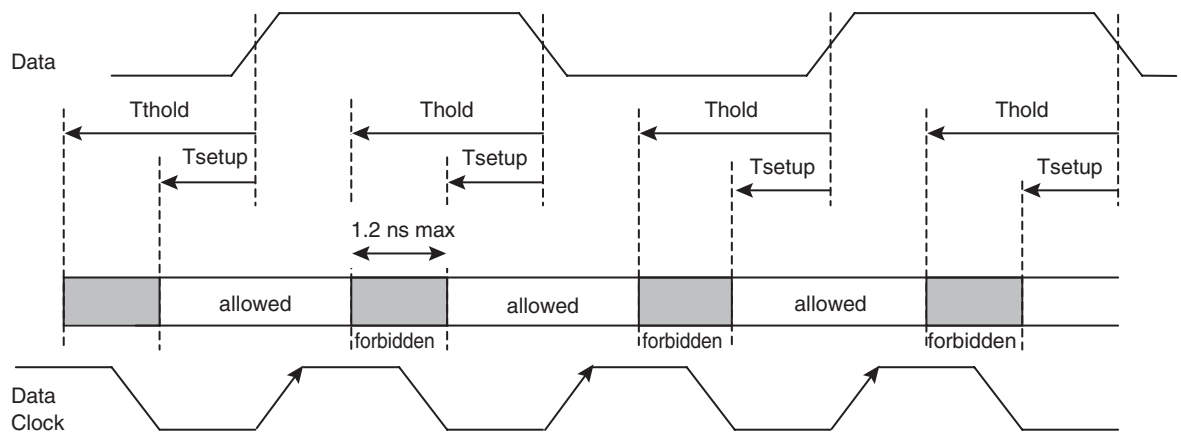 Data
Tthold
Thold
Thold
Thold
Tsetup
Tsetup
Tsetup
Tsetup
1.2 ns max
allowed
allowed
allowed
forbidden
forbidden
forbidden
Data
Clock